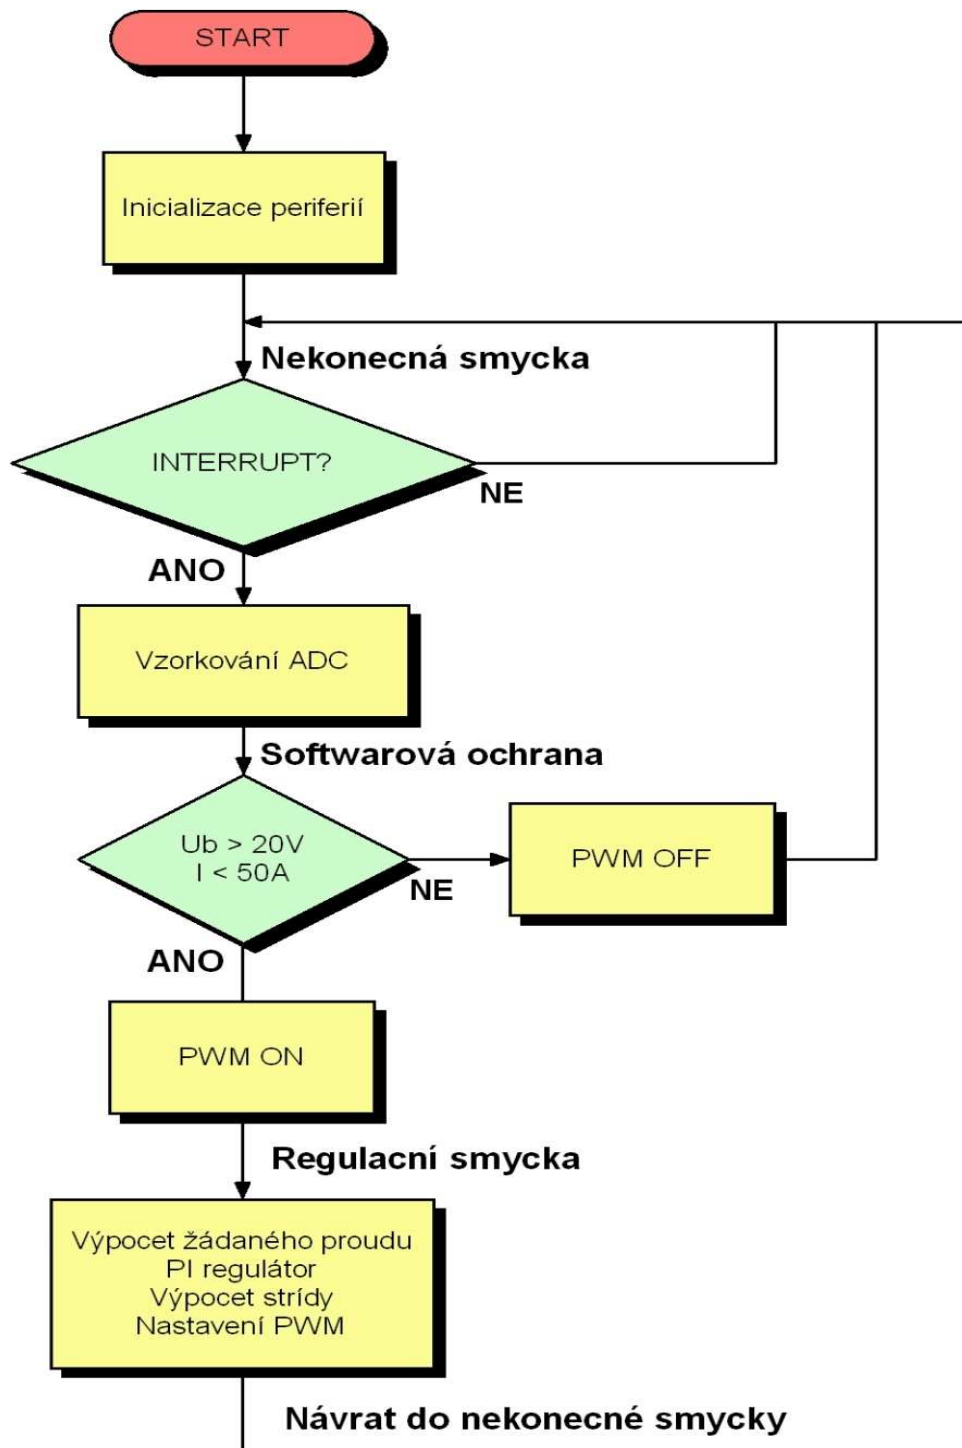 START
Inicializace periferií
Nekonecná smycka
INTERRUPT?
NE
ANO
Vzorkování ADC
Softwarová ochrana
Ub > 20V
I < 50A
NE
PWM OFF
ANO
PWM ON
Regulacní smycka
Výpocet žádaného proudu
PI regulátor
Výpocet strídy
Nastavení PWM
Návrat do nekonecné smycky